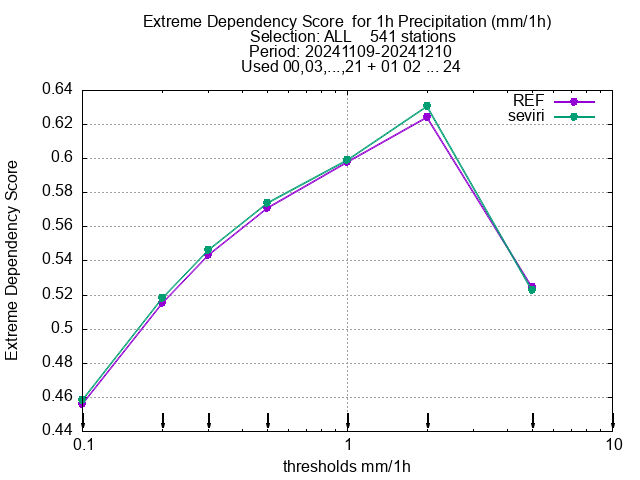 Extreme Dependency Score  for 1h Precipitation (mm/1h)
Selection: ALL    541 stations
Period: 20241109-20241210
Used 00,03,...,21 + 01 02 ... 24
REF
seviri
Extreme Dependency Score
0.64
0.62
0.6
0.58
0.56
0.54
0.52
0.5
0.48
0.46
0.44
0.1
1
10
thresholds mm/1h